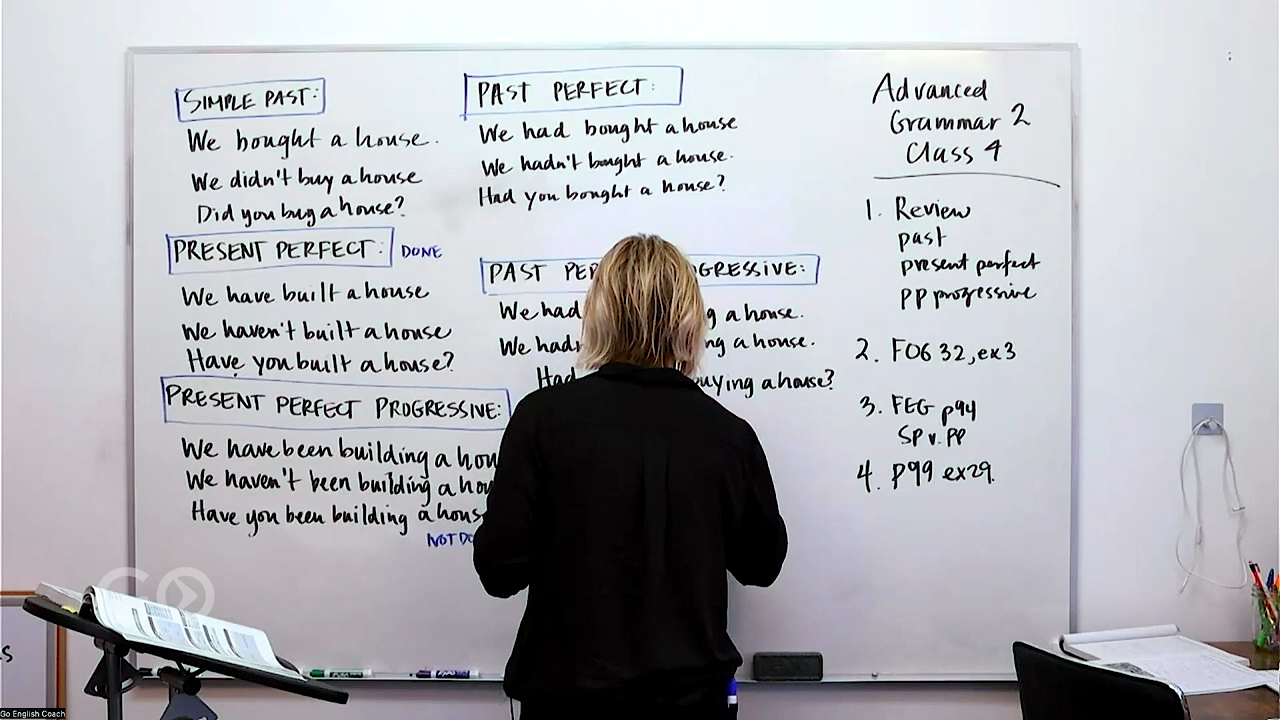 SIMPLE PAST:
We bought a house.
We didn't buy a house
Did you buy a house?
PRESENT PERFECT: DONE
We have built a house
We haven't built a house
Have you built a house?
PRESENT PERFECT PROGRESSIVE:
We have been building a hou
We haven't been building a hou
Have you been building a hous
NOT DO
PAST PERFECT:
We had bought a house
We hadn't bought a house.
Had you bought a house?
PAST PER GRESSIVE:
We had g a house.
We had ng a house.
Had buying a house?
Advanced
Grammar 2
Class 4
1. Review
past
present perfect
pp progressive
2. FOG 32, ex 3
3. FEG p94
SP v. PP
4. p99 ex29.
GO
Go English Coach